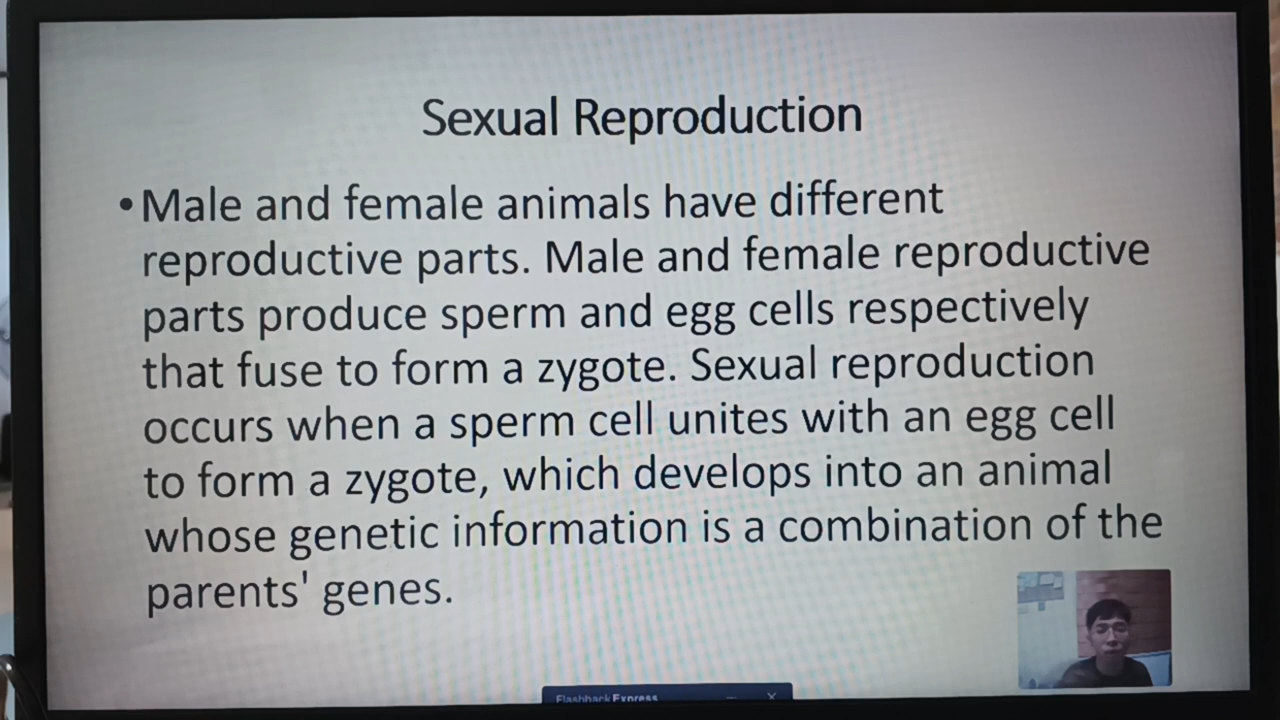 Sexual Reproduction
•Male and female animals have different
reproductive parts. Male and female reproductive
parts produce sperm and egg cells respectively
that fuse to form a zygote. Sexual reproduction
occurs when a sperm cell unites with an egg cell
to form a zygote, which develops into an animal
whose genetic information is a combination of the
parents' genes.
Flashback Express